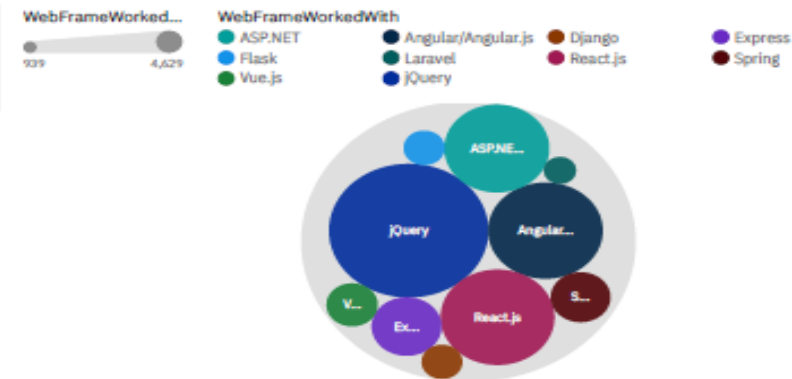 WebFrameWorked...
939
4,629
WebFrameWorkedWith
ASP.NET
Angular/Angular.js
Django
Express
Flask
Laravel
React.js
Spring
Vue.js
jQuery
ASP.NE...
jQuery
Angular...
V...
Ex...
React.js
S...